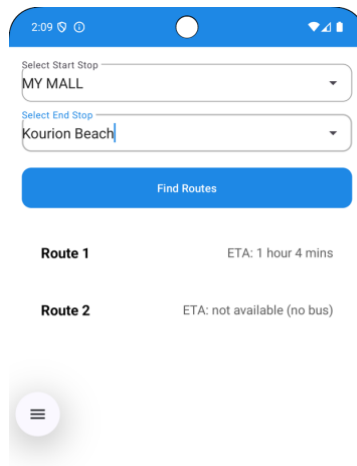 2:09
Select Start Stop
MY MALL
Select End Stop
Kourion Beach
Find Routes
Route 1 ETA: 1 hour 4 mins
Route 2 ETA: not available (no bus)